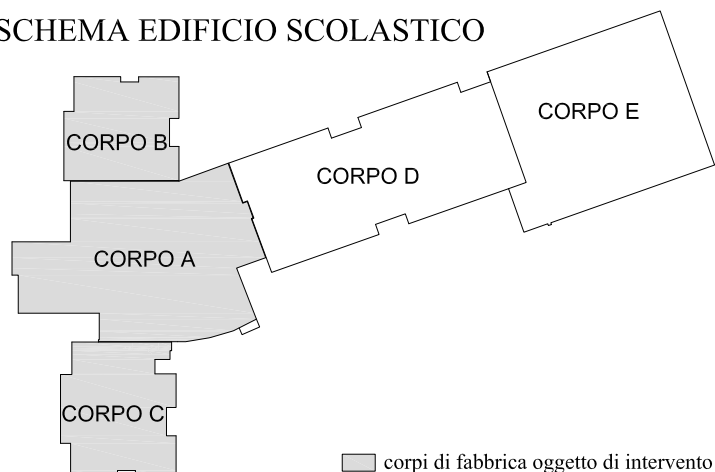 SCHEMA EDIFICIO SCOLASTICO
CORPO E
CORPO B
CORPO D
CORPO A
CORPO C
corpi di fabbrica oggetto di intervento